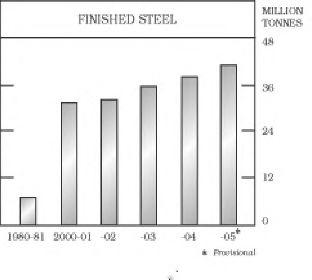 FINISHED STEEL
MILLION
TONNES
48
36
24
12
0
1980-81 2000-01 -02 -03 -04 -05*
* Provisional